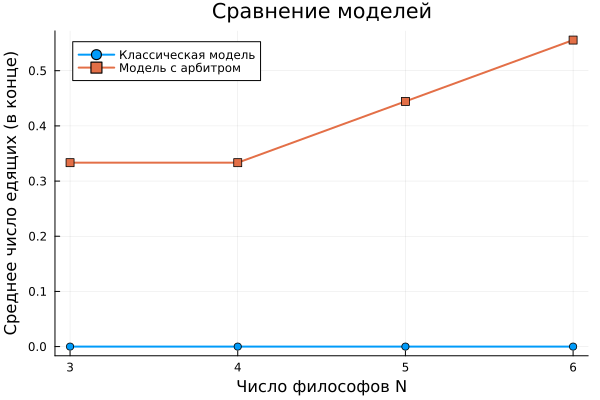 Сравнение моделей
Классическая модель
Модель с арбитром
Среднее число едящих (в конце)
0.5
0.4
0.3
0.2
0.1
0.0
3 4 5 6
Число философов N